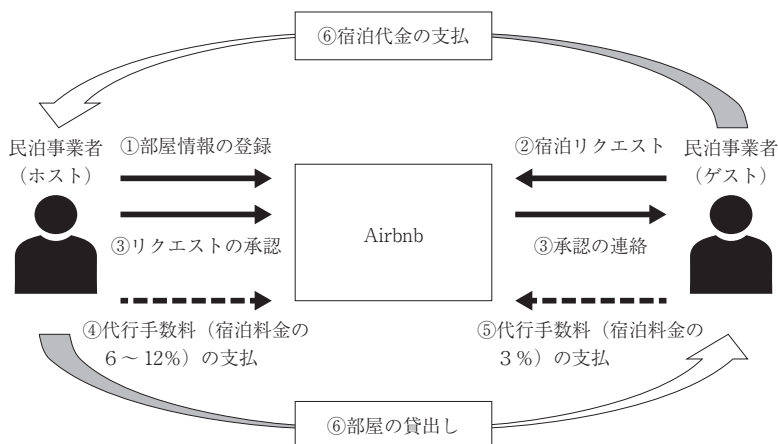 ⑥宿泊代金の支払
民泊事業者
（ホスト）
①部屋情報の登録
②宿泊リクエスト
民泊事業者
（ゲスト）
③リクエストの承認
Airbnb
③承認の連絡
④代行手数料（宿泊料金の
６～12%）の支払
⑤代行手数料（宿泊料金の
３%）の支払
⑥部屋の貸出し